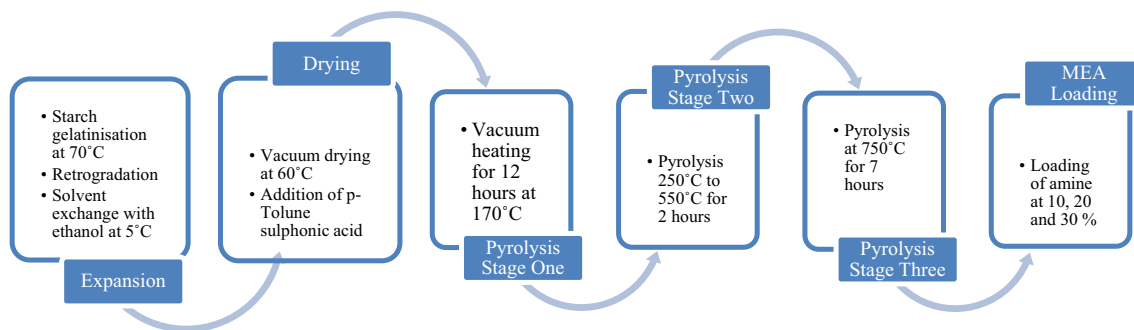 • Starch
gelatinisation
at 70˚C
• Retrogradation
• Solvent
exchange with
ethanol at 5˚C
Expansion
Drying
• Vacuum drying
at 60˚C
• Addition of p-
Tolune
sulphonic acid
• Vacuum
heating
for 12
hours at
170˚C
Pyrolysis
Stage One
Pyrolysis
Stage Two
• Pyrolysis
250˚C to
550˚C for
2 hours
• Pyrolysis
at 750˚C
for 7
hours
Pyrolysis
Stage Three
MEA
Loading
• Loading
of amine
at 10, 20
and 30 %